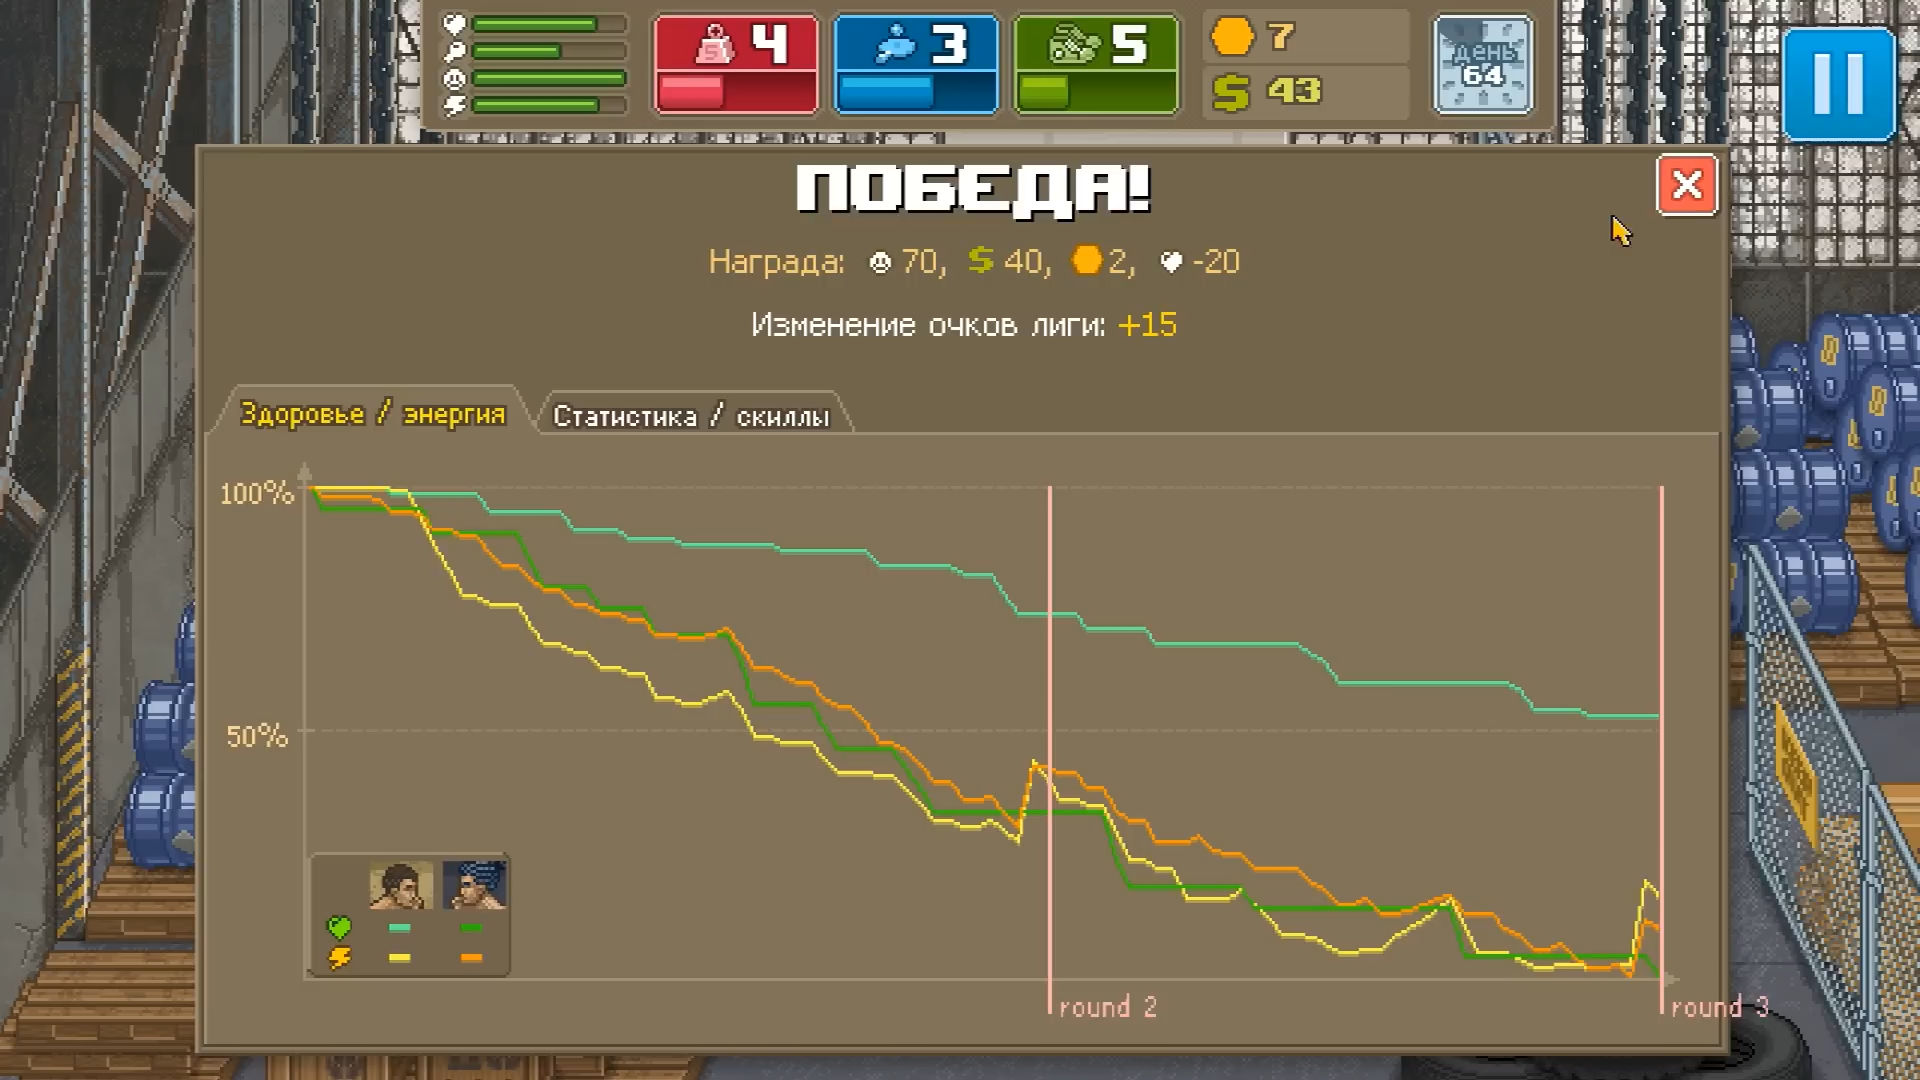 4
3
5
7
43
день
64
ПОБЕДА!
Награда: 70, $ 40, 2, -20
Изменение очков лиги: +15
Здоровье / энергия
Статистика / скиллы
100%
50%
round 2
round 3